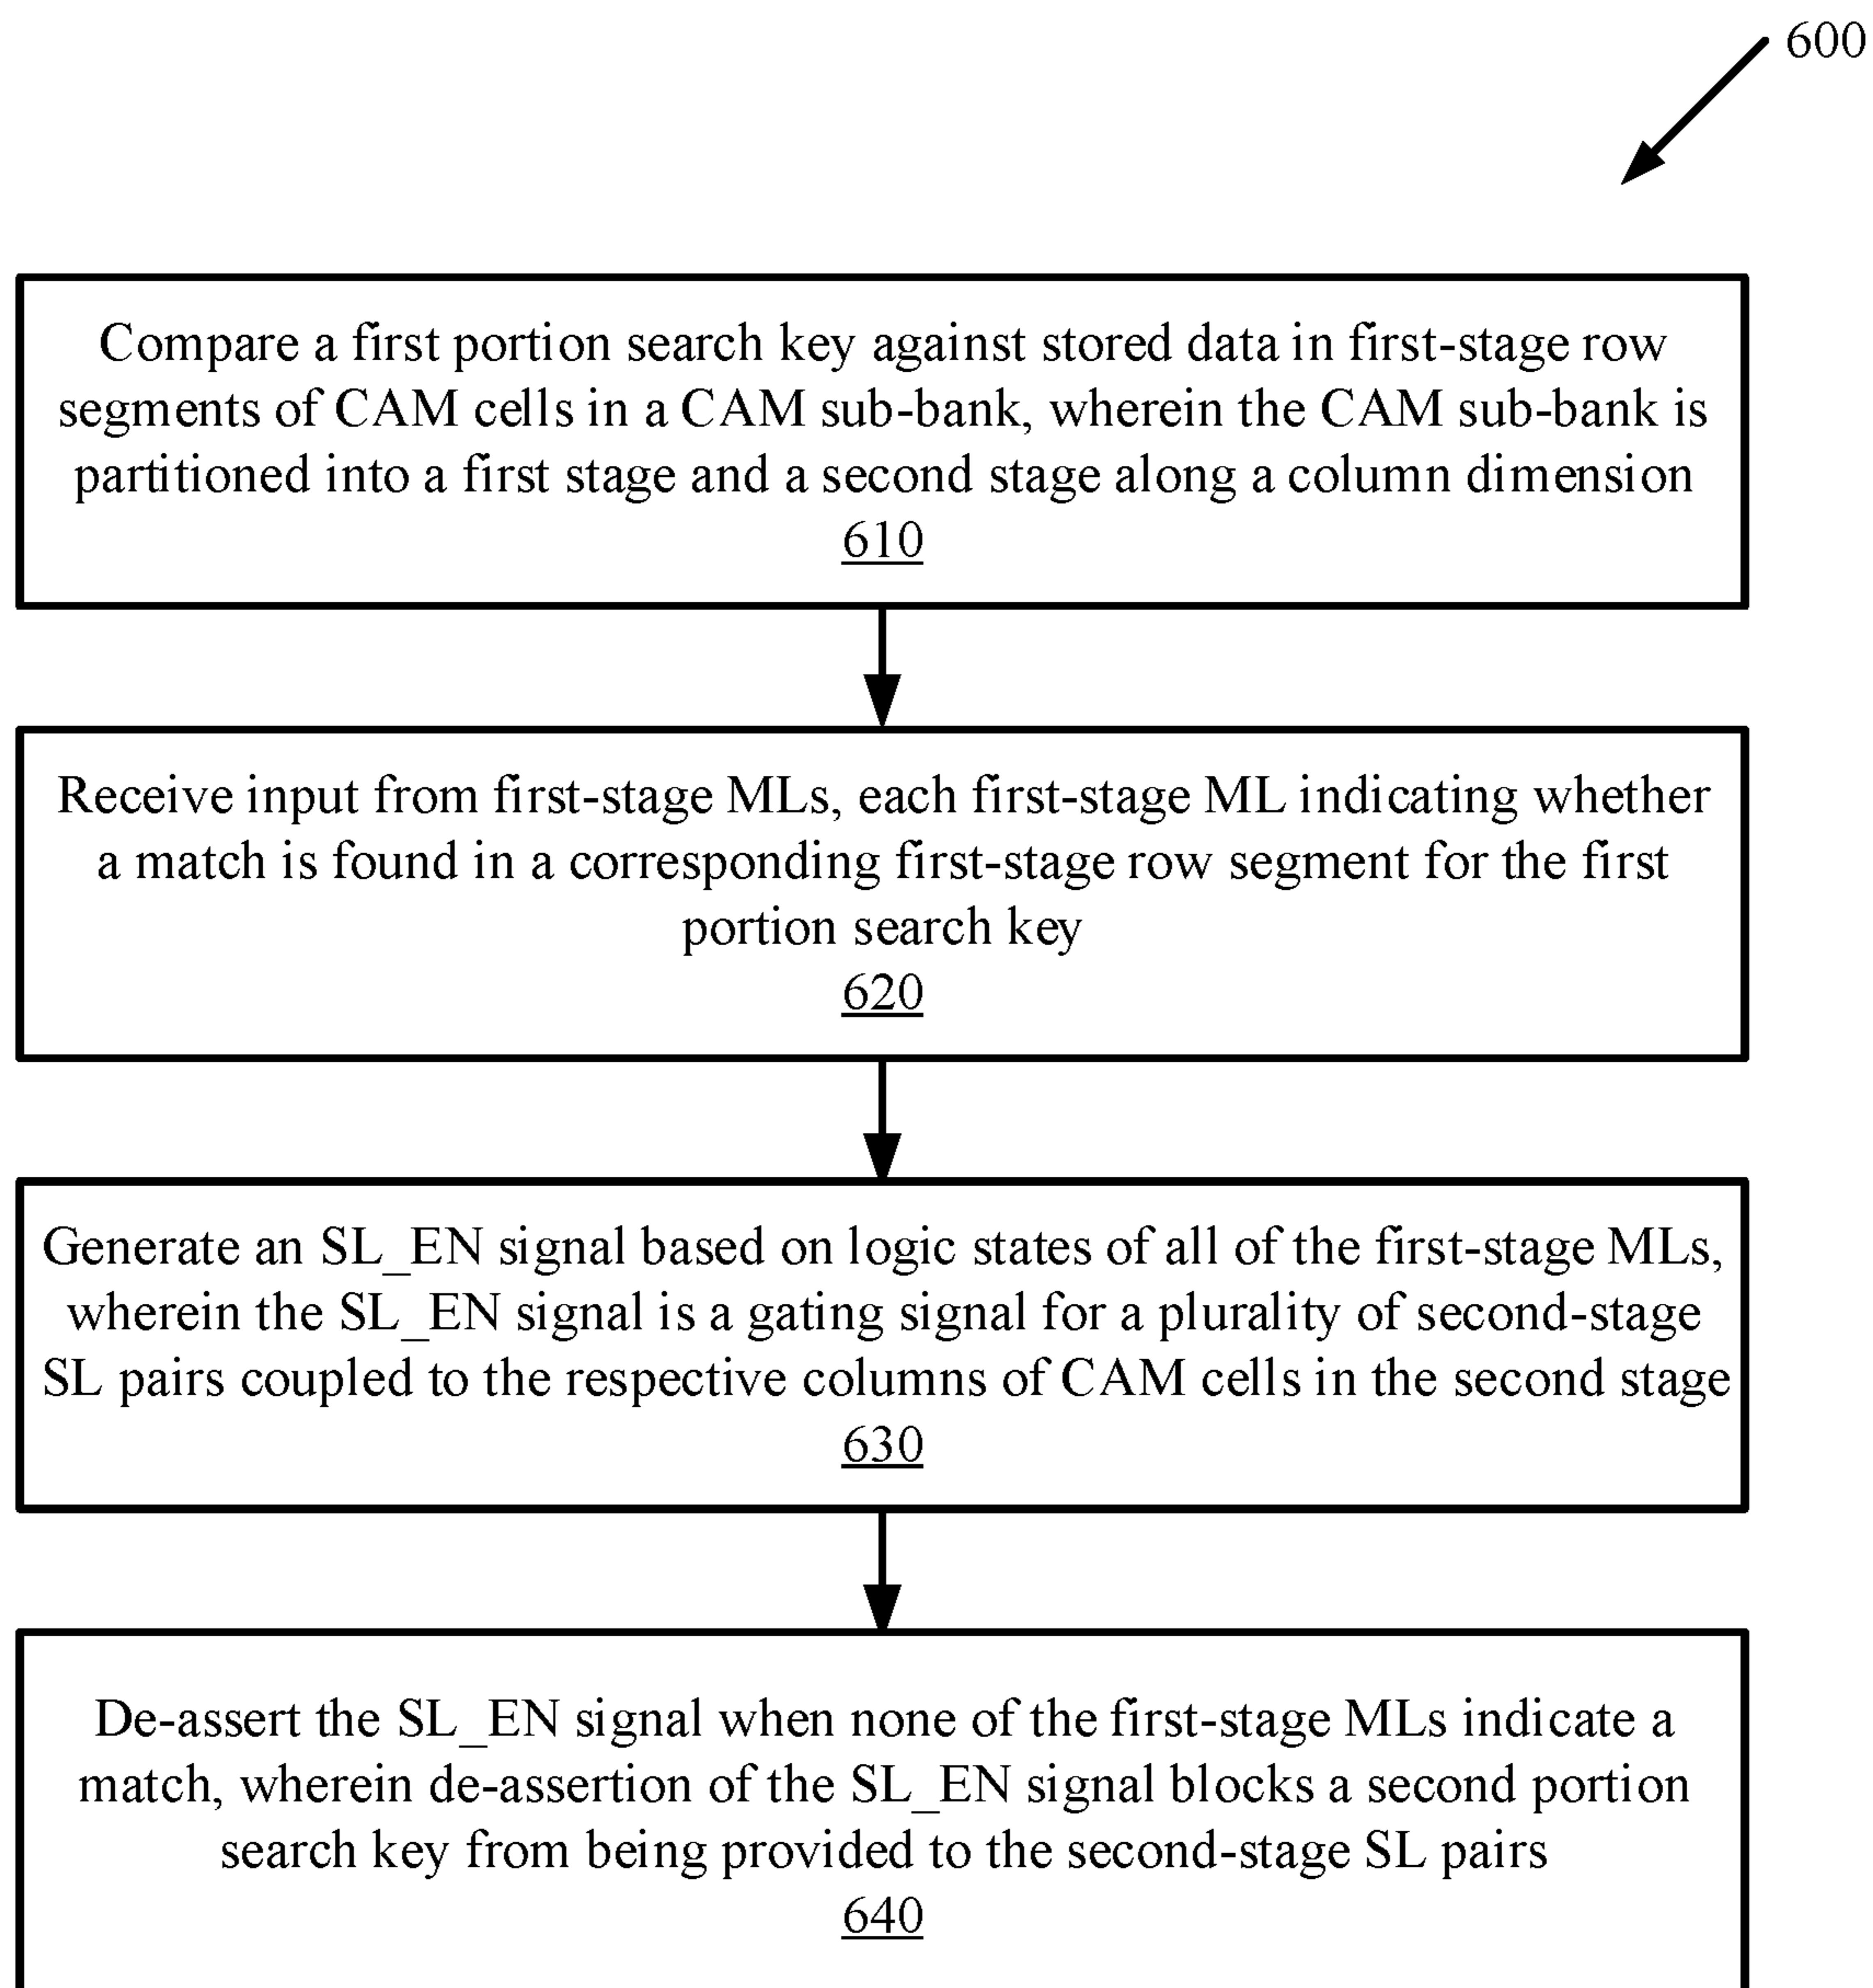 600
Compare a first portion search key against stored data in first-stage row
segments of CAM cells in a CAM sub-bank, wherein the CAM sub-bank is
partitioned into a first stage and a second stage along a column dimension
610
Receive input from first-stage MLs, each first-stage ML indicating whether
a match is found in a corresponding first-stage row segment for the first
portion search key
620
Generate an SL_EN signal based on logic states of all of the first-stage MLs,
wherein the SL_EN signal is a gating signal for a plurality of second-stage
SL pairs coupled to the respective columns of CAM cells in the second stage
630
De-assert the SL_EN signal when none of the first-stage MLs indicate a
match, wherein de-assertion of the SL_EN signal blocks a second portion
search key from being provided to the second-stage SL pairs
640